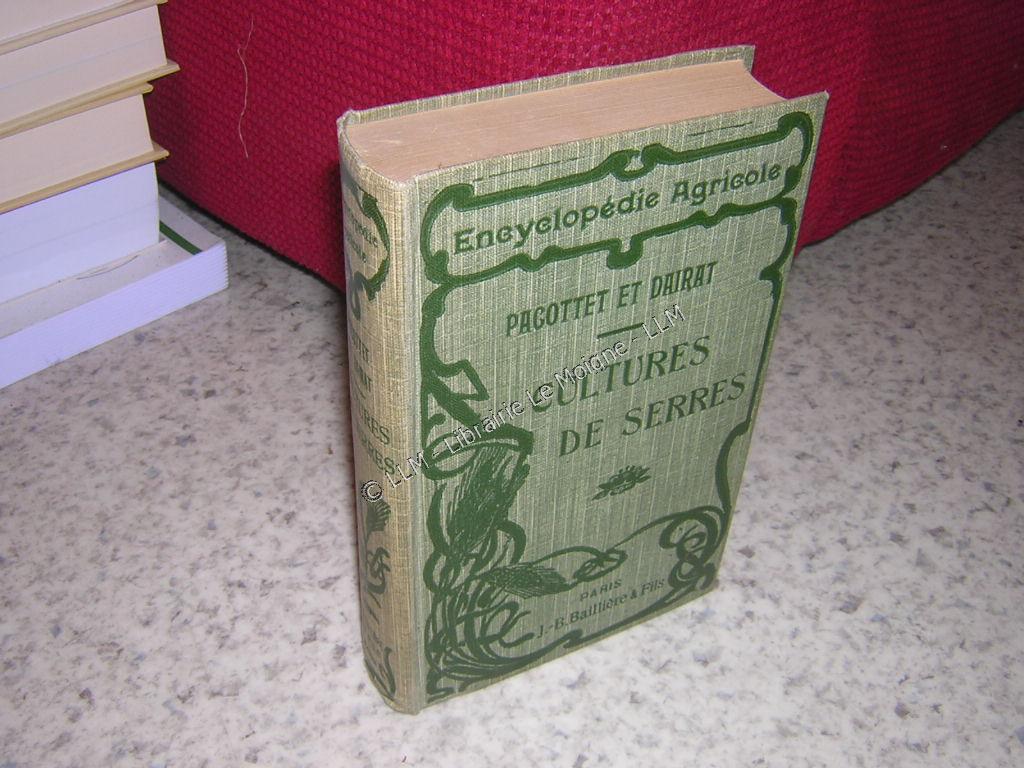 Encyclopédie Agricole
PACOTTET ET DAIRAT
CULTURES
DE SERRES
PARIS
J.-B. Baillière & Fils
© LLM - Librairie Le Moigne - LLM